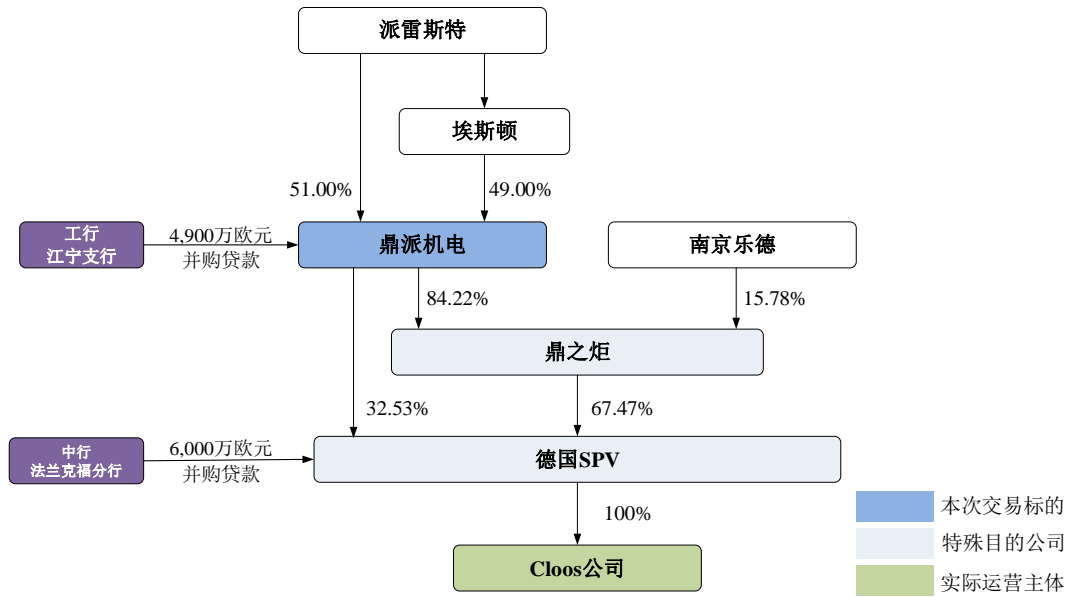 派雷斯特
埃斯顿
51.00%
49.00%
工行
江宁支行
4,900万欧元
并购贷款
鼎派机电
南京乐德
84.22%
15.78%
鼎之炬
32.53%
67.47%
中行
法兰克福分行
6,000万欧元
并购贷款
德国SPV
100%
Cloos公司
本次交易标的
特殊目的公司
实际运营主体